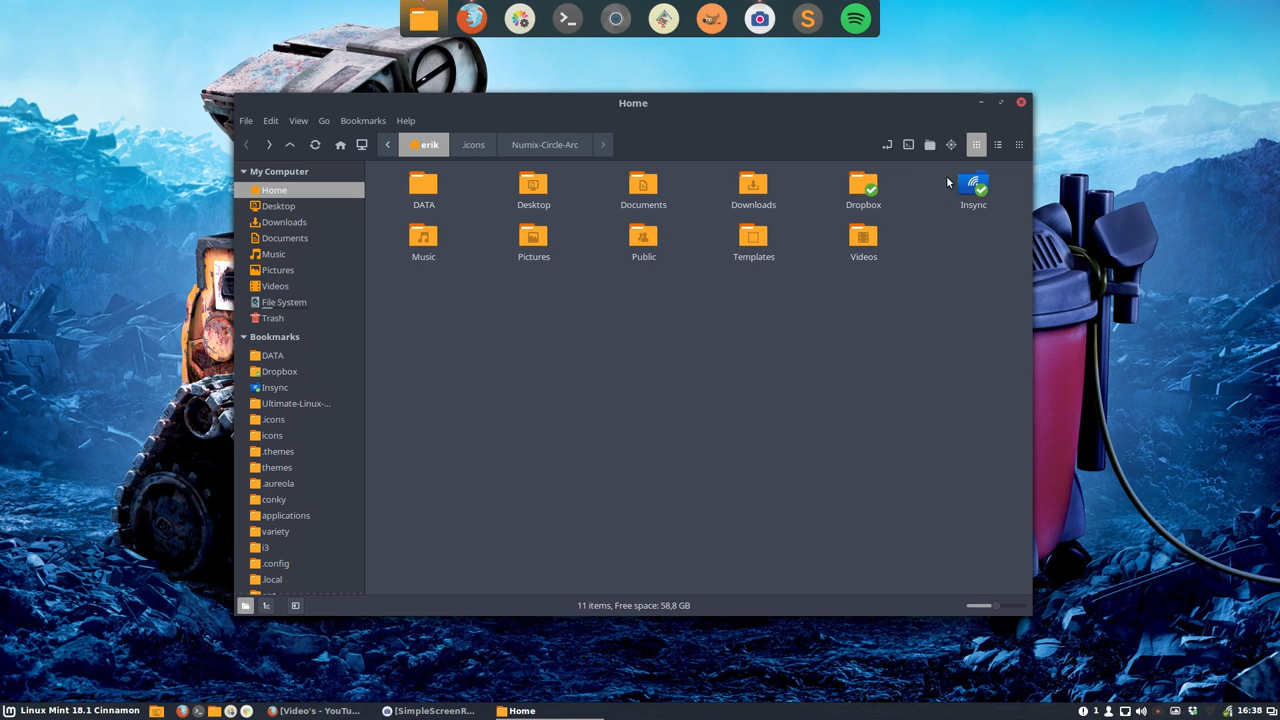 Home
File Edit View Go Bookmarks Help
erik .icons Numix-Circle-Arc
My Computer
Home
Desktop
Downloads
Documents
Music
Pictures
Videos
File System
Trash
Bookmarks
DATA
Dropbox
Insync
Ultimate-Linux-...
.icons
icons
.themes
themes
.aureola
conky
applications
variety
i3
.config
.local
DATA Desktop Documents Downloads Dropbox Insync
Music Pictures Public Templates Videos
11 items, Free space: 58,8 GB
Linux Mint 18.1 Cinnamon [Video's - YouTu... [SimpleScreenR... Home 1 16:38